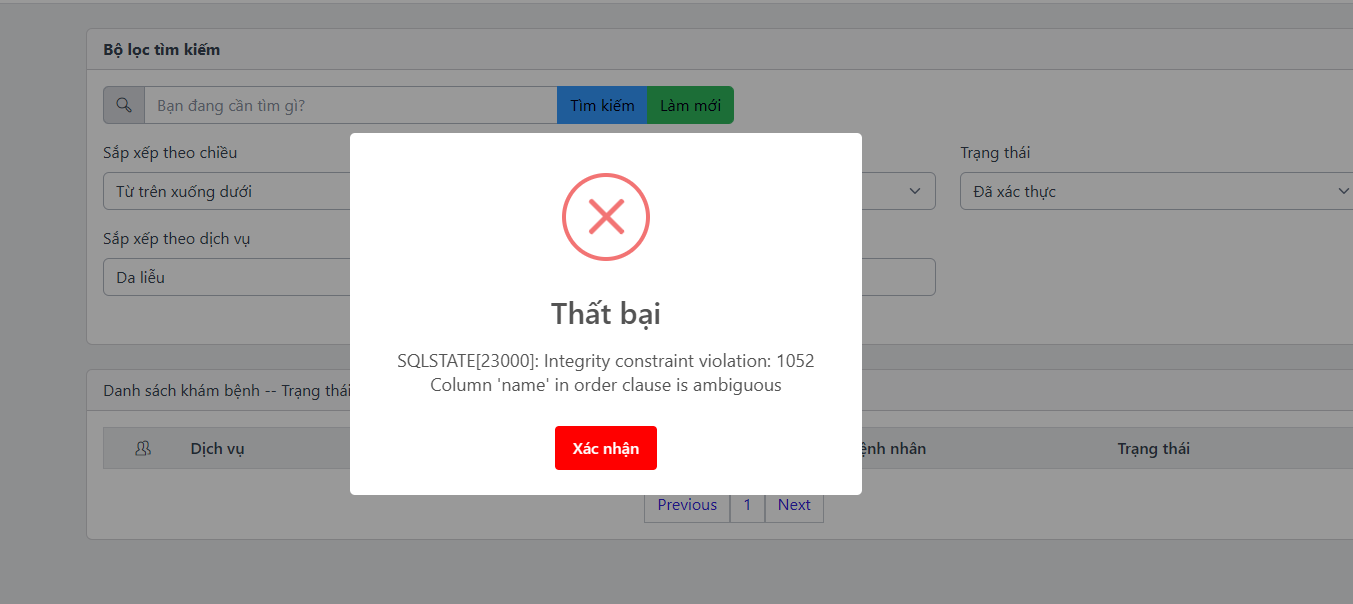 Bộ lọc tìm kiếm
Bạn đang cần tìm gì?
Tìm kiếm
Làm mới
Sắp xếp theo chiều
Trạng thái
Từ trên xuống dưới
Đã xác thực
Sắp xếp theo dịch vụ
Da liễu
Thất bại
SQLSTATE[23000]: Integrity constraint violation: 1052
Column 'name' in order clause is ambiguous
Xác nhận
Danh sách khám bệnh -- Trạng thái
Dịch vụ
nhân
Trạng thái
Previous
1
Next